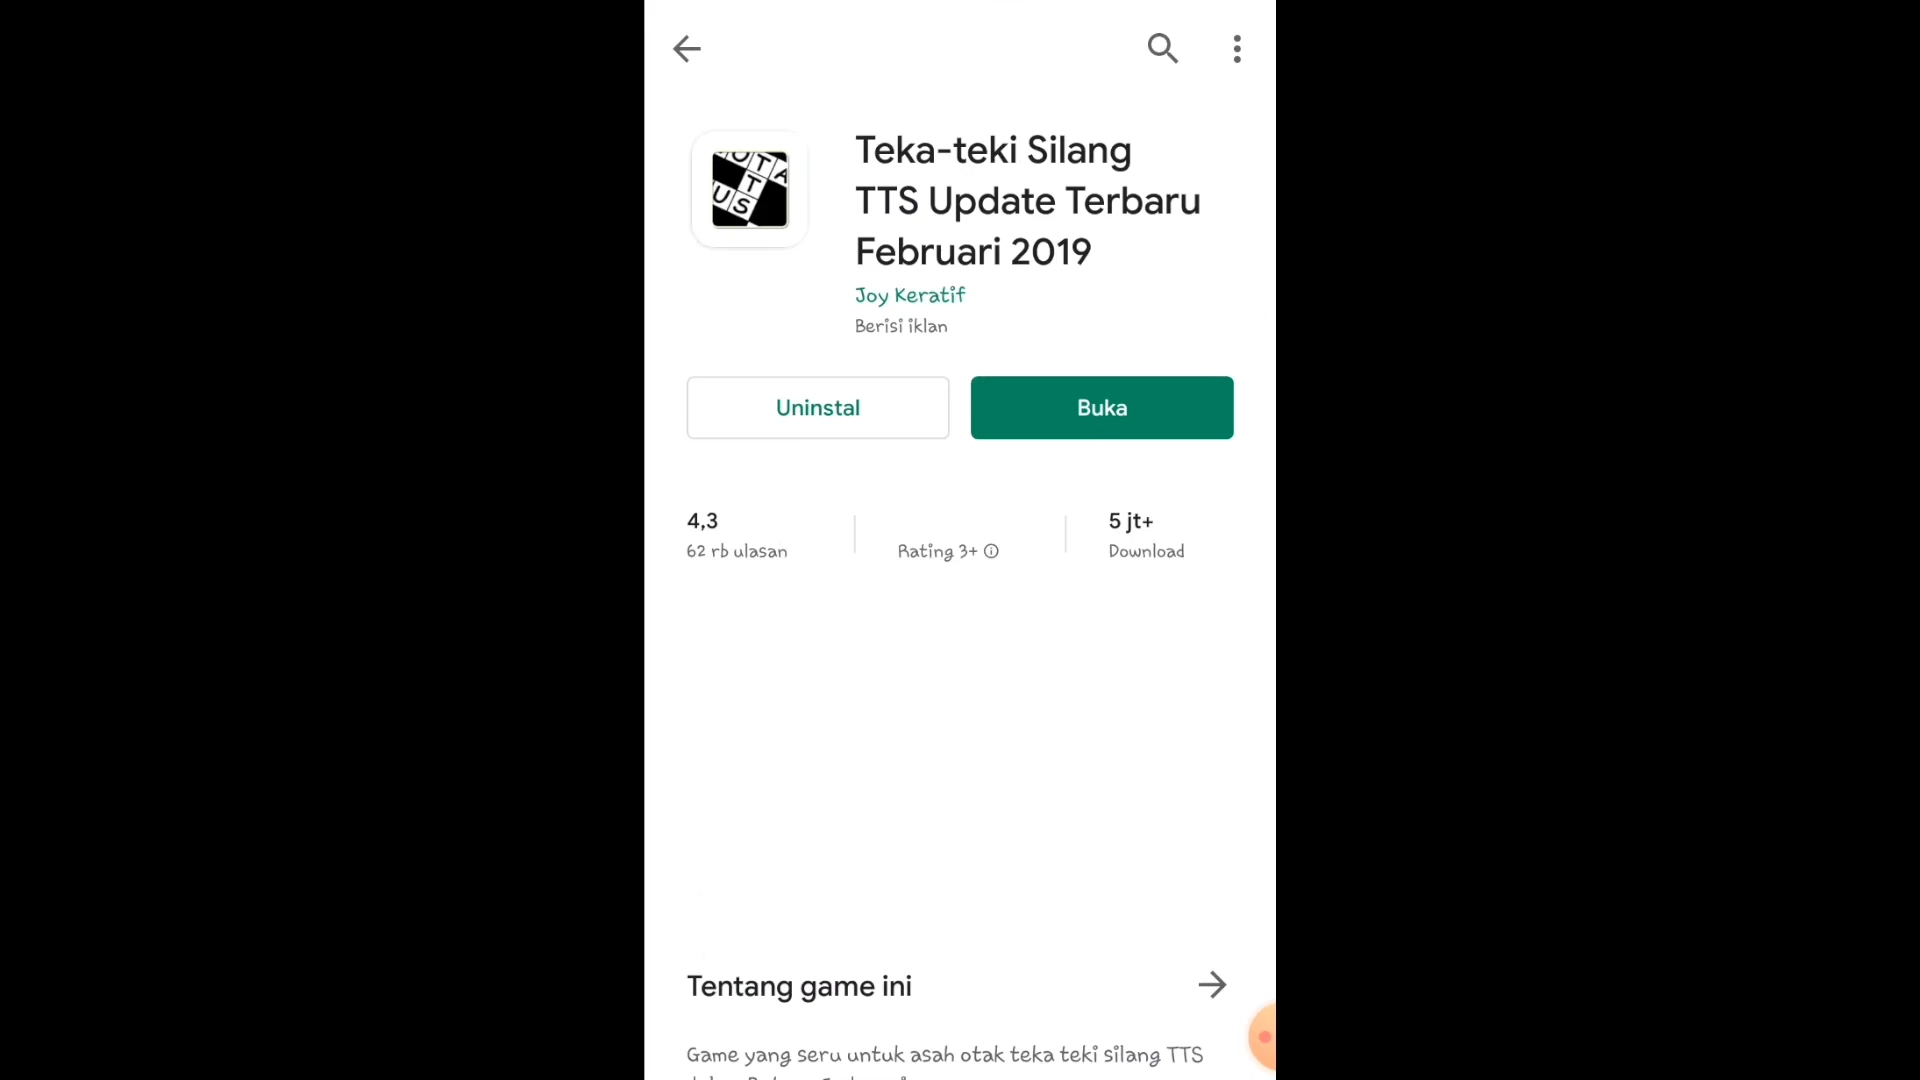 Teka-teki Silang
TTS Update Terbaru
Februari 2019
Joy Keratif
Berisi iklan
Uninstal
Buka
4,3
62 rb ulasan
Rating 3+
5 jt+
Download
Tentang game ini
Game yang seru untuk asah otak teka teki silang TTS